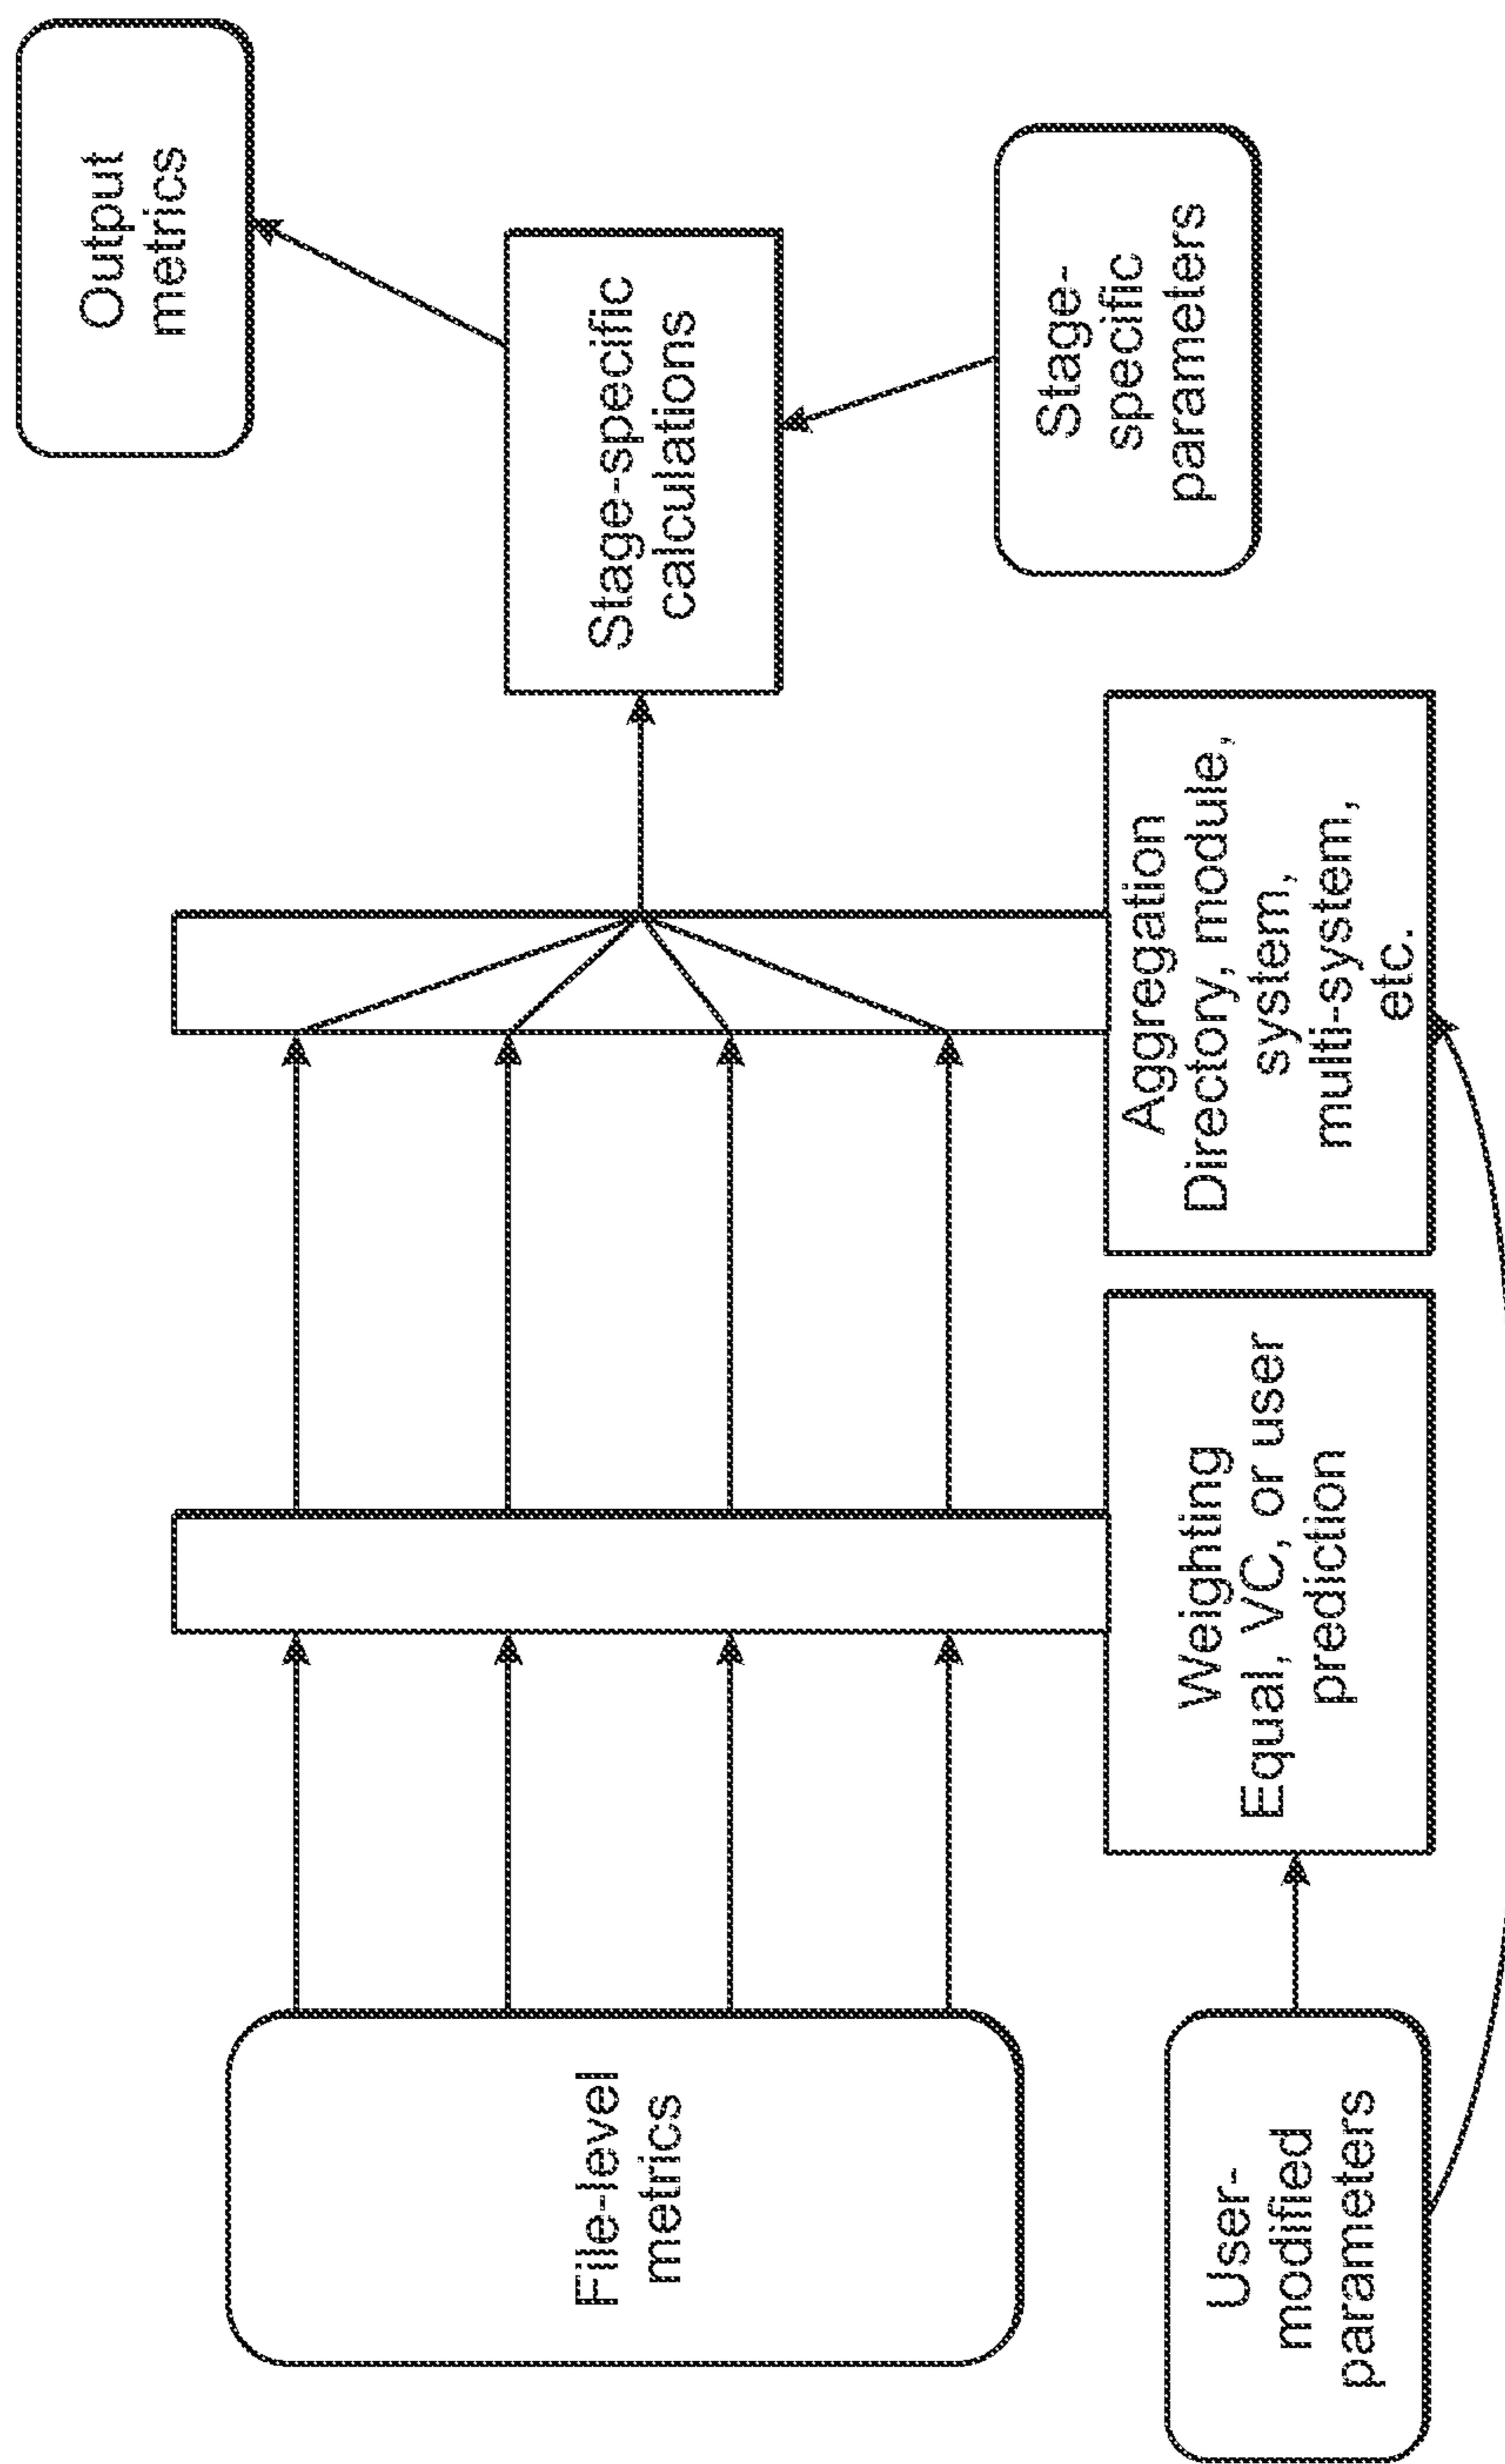 File-level
metrics
User-
modified
parameters
Weighting
Equal, VC, or user
prediction
Aggregation
Directory, module,
system,
multi-system,
etc.
Stage-specific
calculations
Stage-
specific
parameters
Output
metrics